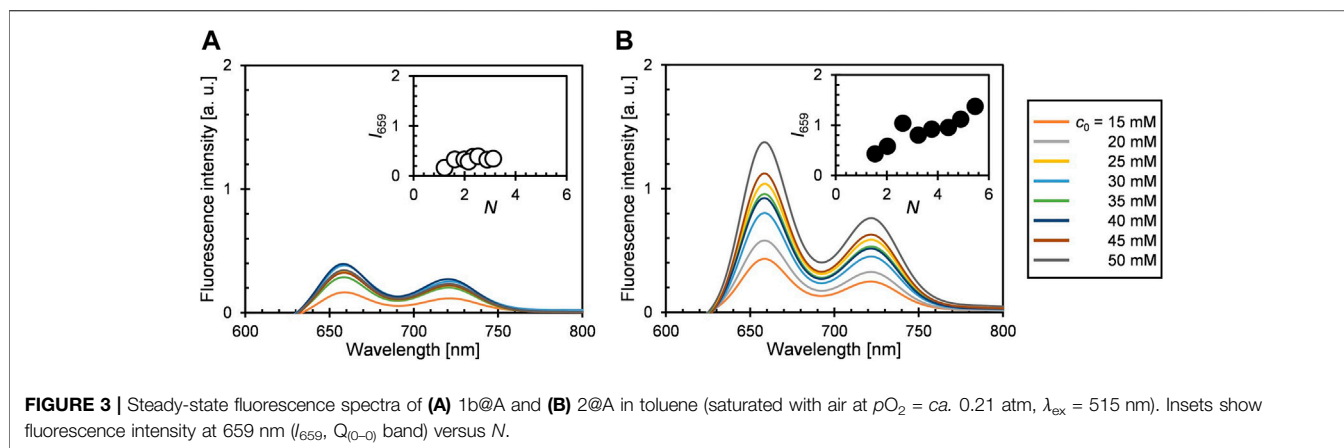 A
B
2
1
0
Fluorescence intensity [a. u.]
600
650
700
750
800
Wavelength [nm]
2
1
0
I659
0
2
4
6
N
2
1
0
Fluorescence intensity [a. u.]
600
650
700
750
800
Wavelength [nm]
2
1
0
I659
0
2
4
6
N
c0 = 15 mM
20 mM
25 mM
30 mM
35 mM
40 mM
45 mM
50 mM
FIGURE 3 | Steady-state fluorescence spectra of (A) 1b@A and (B) 2@A in toluene (saturated with air at pO2 = ca. 0.21 atm, λex = 515 nm). Insets show
fluorescence intensity at 659 nm (I659, Q(0–0) band) versus N.